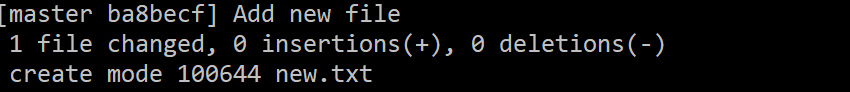 [master ba8becf] Add new file
1 file changed, 0 insertions(+), 0 deletions(-)
create mode 100644 new.txt